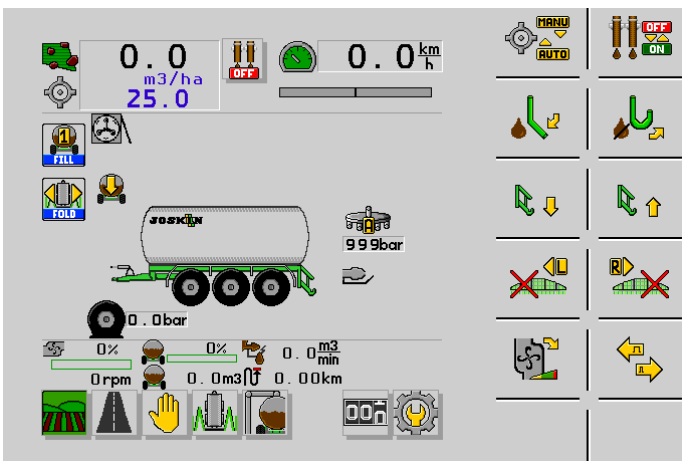 0.0
m3/ha
25.0
OFF
0.0 km/h
MANU
AUTO
OFF
ON
1
FILL
FOLD
JOSKIN
A
999bar
L
R
0.0bar
0% 0% 0.0 m3/min
0rpm 0.0m3 0.00km
00n